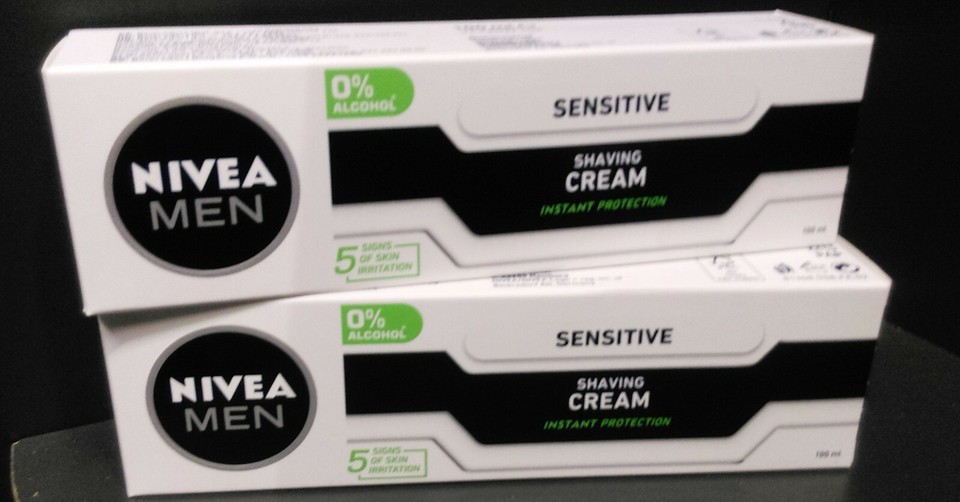 0%
ALCOHOL*
SENSITIVE
NIVEA
MEN
SHAVING
CREAM
INSTANT PROTECTION
5 SIGNS
OF SKIN
IRRITATION
100 ml
0%
ALCOHOL*
SENSITIVE
NIVEA
MEN
SHAVING
CREAM
INSTANT PROTECTION
5 SIGNS
OF SKIN
IRRITATION
100 ml